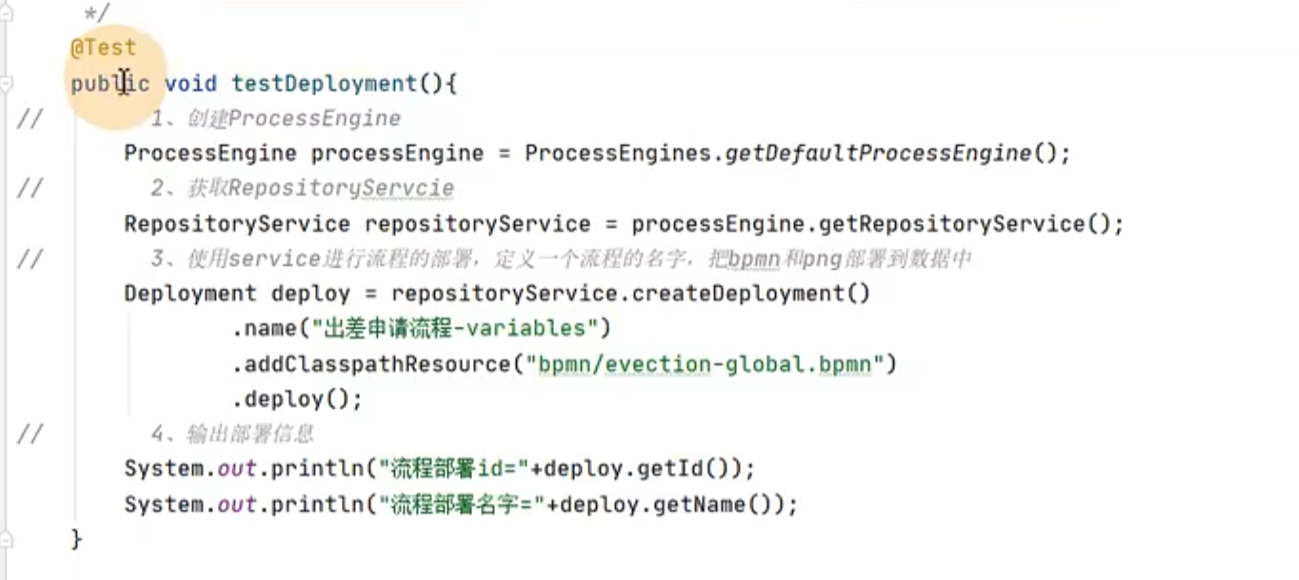 */
@Test
public void testDeployment(){
//        1、创建ProcessEngine
ProcessEngine processEngine = ProcessEngines.getDefaultProcessEngine();
//        2、获取RepositoryServcie
RepositoryService repositoryService = processEngine.getRepositoryService();
//        3、使用service进行流程的部署，定义一个流程的名字，把bpmn和png部署到数据中
Deployment deploy = repositoryService.createDeployment()
.name("出差申请流程-variables")
.addClasspathResource("bpmn/evection-global.bpmn")
.deploy();
//        4、输出部署信息
System.out.println("流程部署id="+deploy.getId());
System.out.println("流程部署名字="+deploy.getName());
}